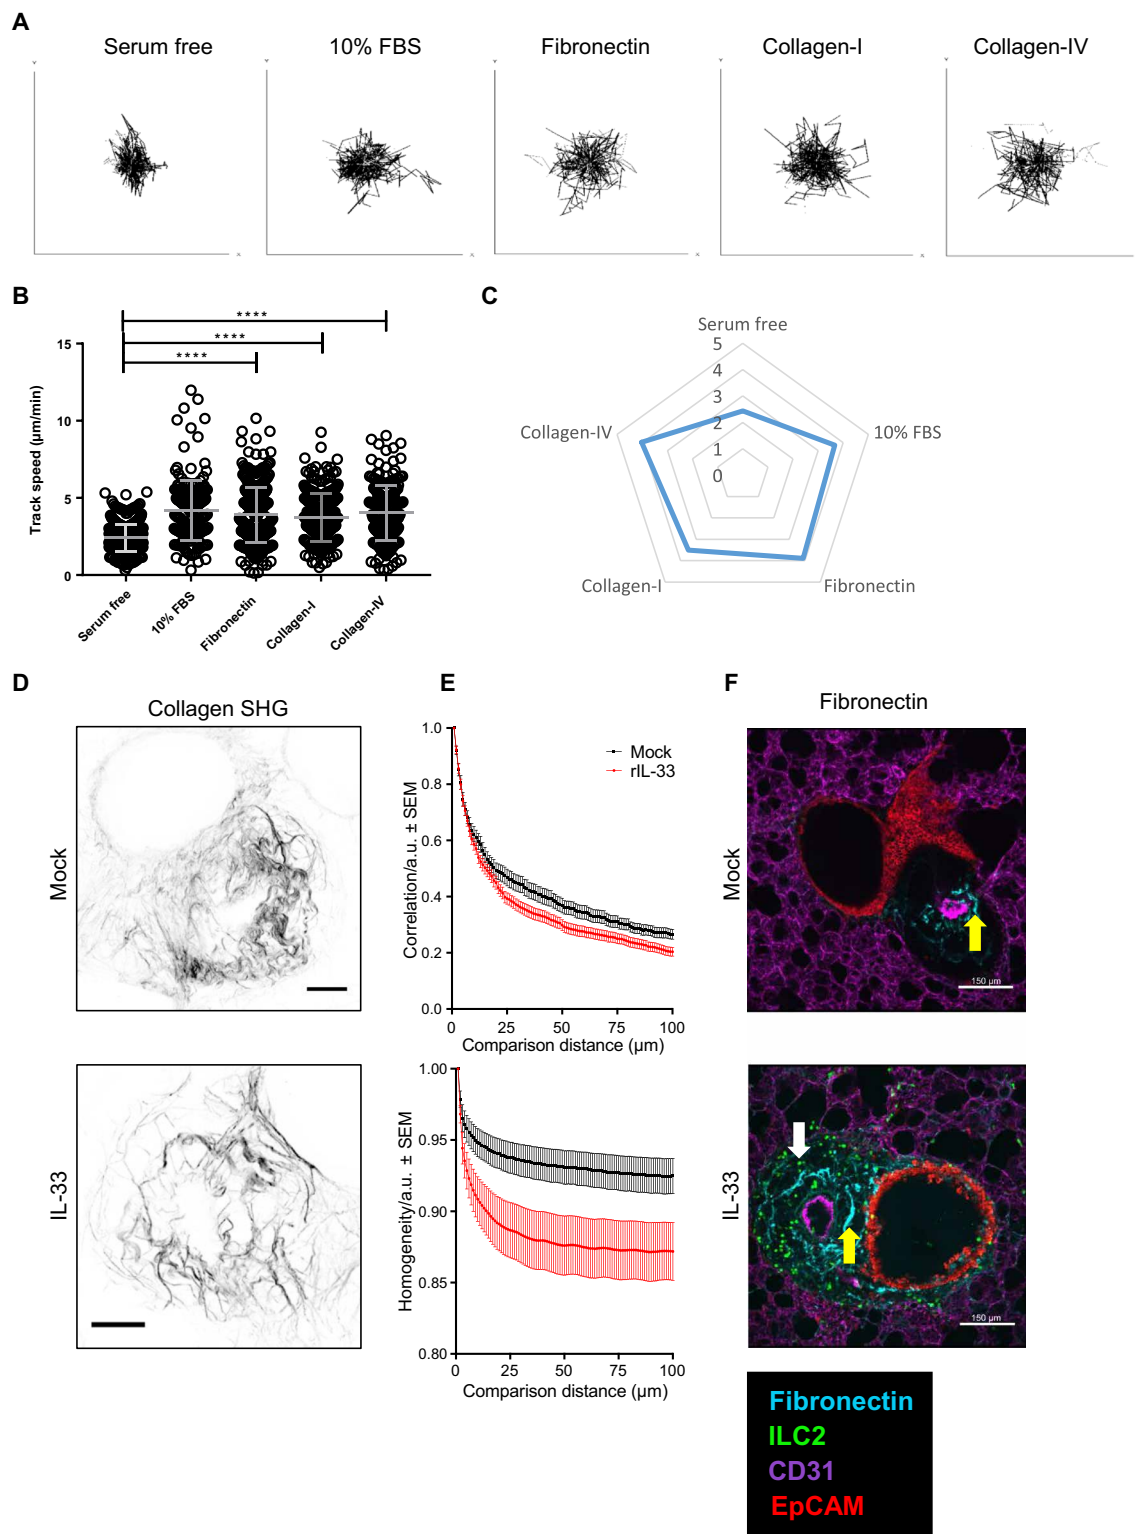 A
Serum free 10% FBS Fibronectin Collagen-I Collagen-IV
B
****
****
****
15
10
5
0
Track speed (µm/min)
Serum free
10% FBS
Fibronectin
Collagen-I
Collagen-IV
C
Serum free
5
4
3
2
1
0
10% FBS
Fibronectin
Collagen-I
Collagen-IV
D
Collagen SHG
Mock
IL-33
E
Mock
rIL-33
1.0
0.8
0.6
0.4
0.2
0.0
Correlation/a.u. ± SEM
0 25 50 75 100
Comparison distance (µm)
1.00
0.95
0.90
0.85
0.80
Homogeneity/a.u. ± SEM
0 25 50 75 100
Comparison distance (µm)
F
Fibronectin
Mock
150 µm
IL-33
150 µm
Fibronectin
ILC2
CD31
EpCAM